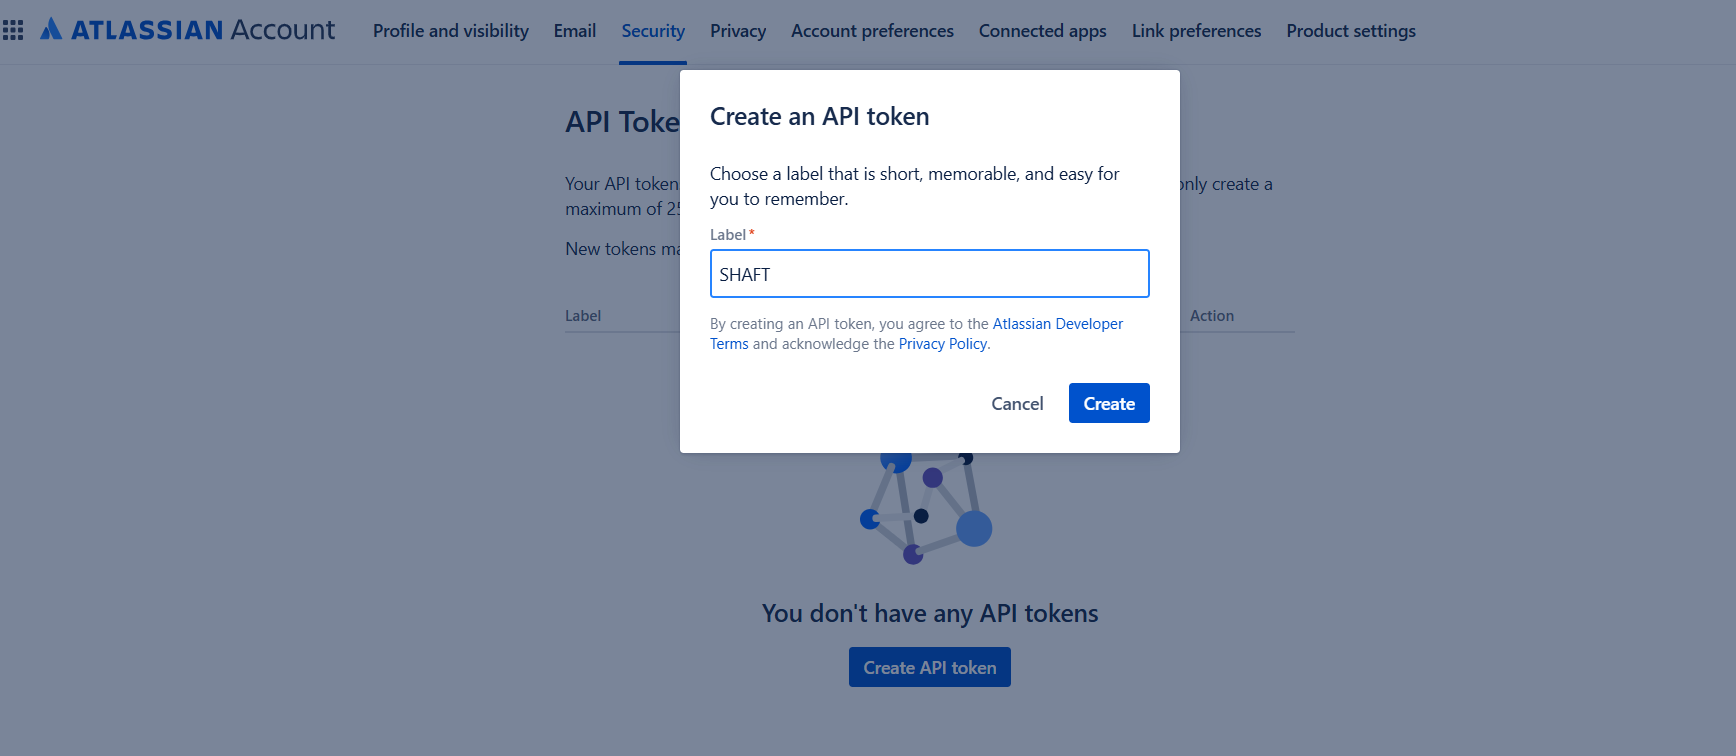 ATLASSIAN Account Profile and visibility Email Security Privacy Account preferences Connected apps Link preferences Product settings
Create an API token
Choose a label that is short, memorable, and easy for
you to remember.
Label *
SHAFT
By creating an API token, you agree to the Atlassian Developer
Terms and acknowledge the Privacy Policy.
Cancel Create
API Toke
Your API token only create a
maximum of 25
New tokens ma
Label Action
You don't have any API tokens
Create API token